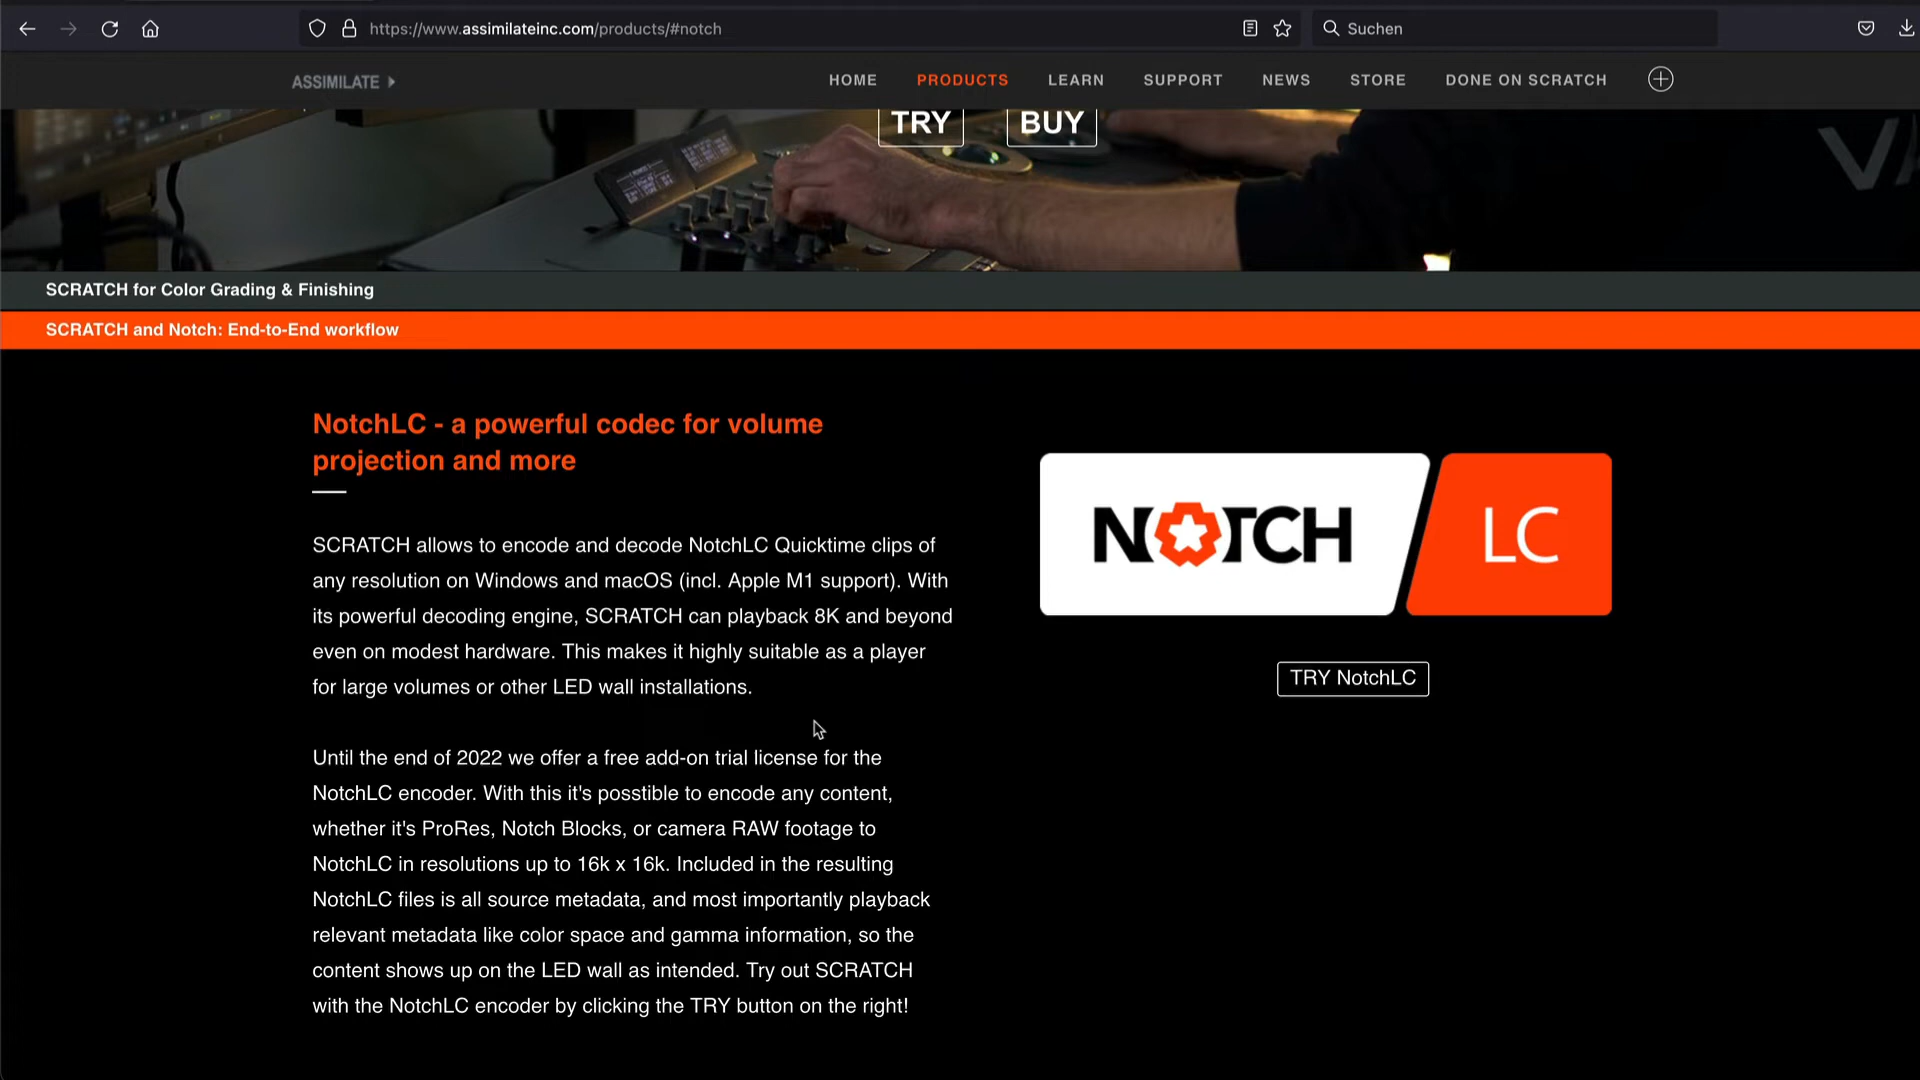 https://www.assimilateinc.com/products/#notch
Suchen
ASSIMILATE
HOME
PRODUCTS
LEARN
SUPPORT
NEWS
STORE
DONE ON SCRATCH
TRY
BUY
SCRATCH for Color Grading & Finishing
SCRATCH and Notch: End-to-End workflow
NotchLC - a powerful codec for volume
projection and more
SCRATCH allows to encode and decode NotchLC Quicktime clips of
any resolution on Windows and macOS (incl. Apple M1 support). With
its powerful decoding engine, SCRATCH can playback 8K and beyond
even on modest hardware. This makes it highly suitable as a player
for large volumes or other LED wall installations.
Until the end of 2022 we offer a free add-on trial license for the
NotchLC encoder. With this it's posstible to encode any content,
whether it's ProRes, Notch Blocks, or camera RAW footage to
NotchLC in resolutions up to 16k x 16k. Included in the resulting
NotchLC files is all source metadata, and most importantly playback
relevant metadata like color space and gamma information, so the
content shows up on the LED wall as intended. Try out SCRATCH
with the NotchLC encoder by clicking the TRY button on the right!
NOTCH LC
TRY NotchLC